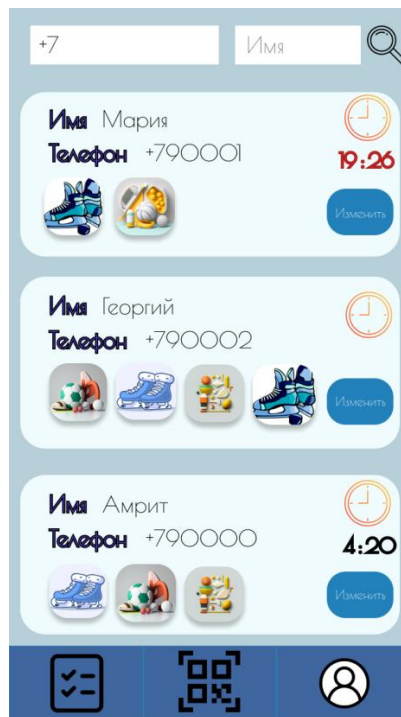 +7 Имя
Имя Мария
Телефон +790001
19:26
Изменить
Имя Георгий
Телефон +790002
Изменить
Имя Амрит
Телефон +790000
4:20
Изменить